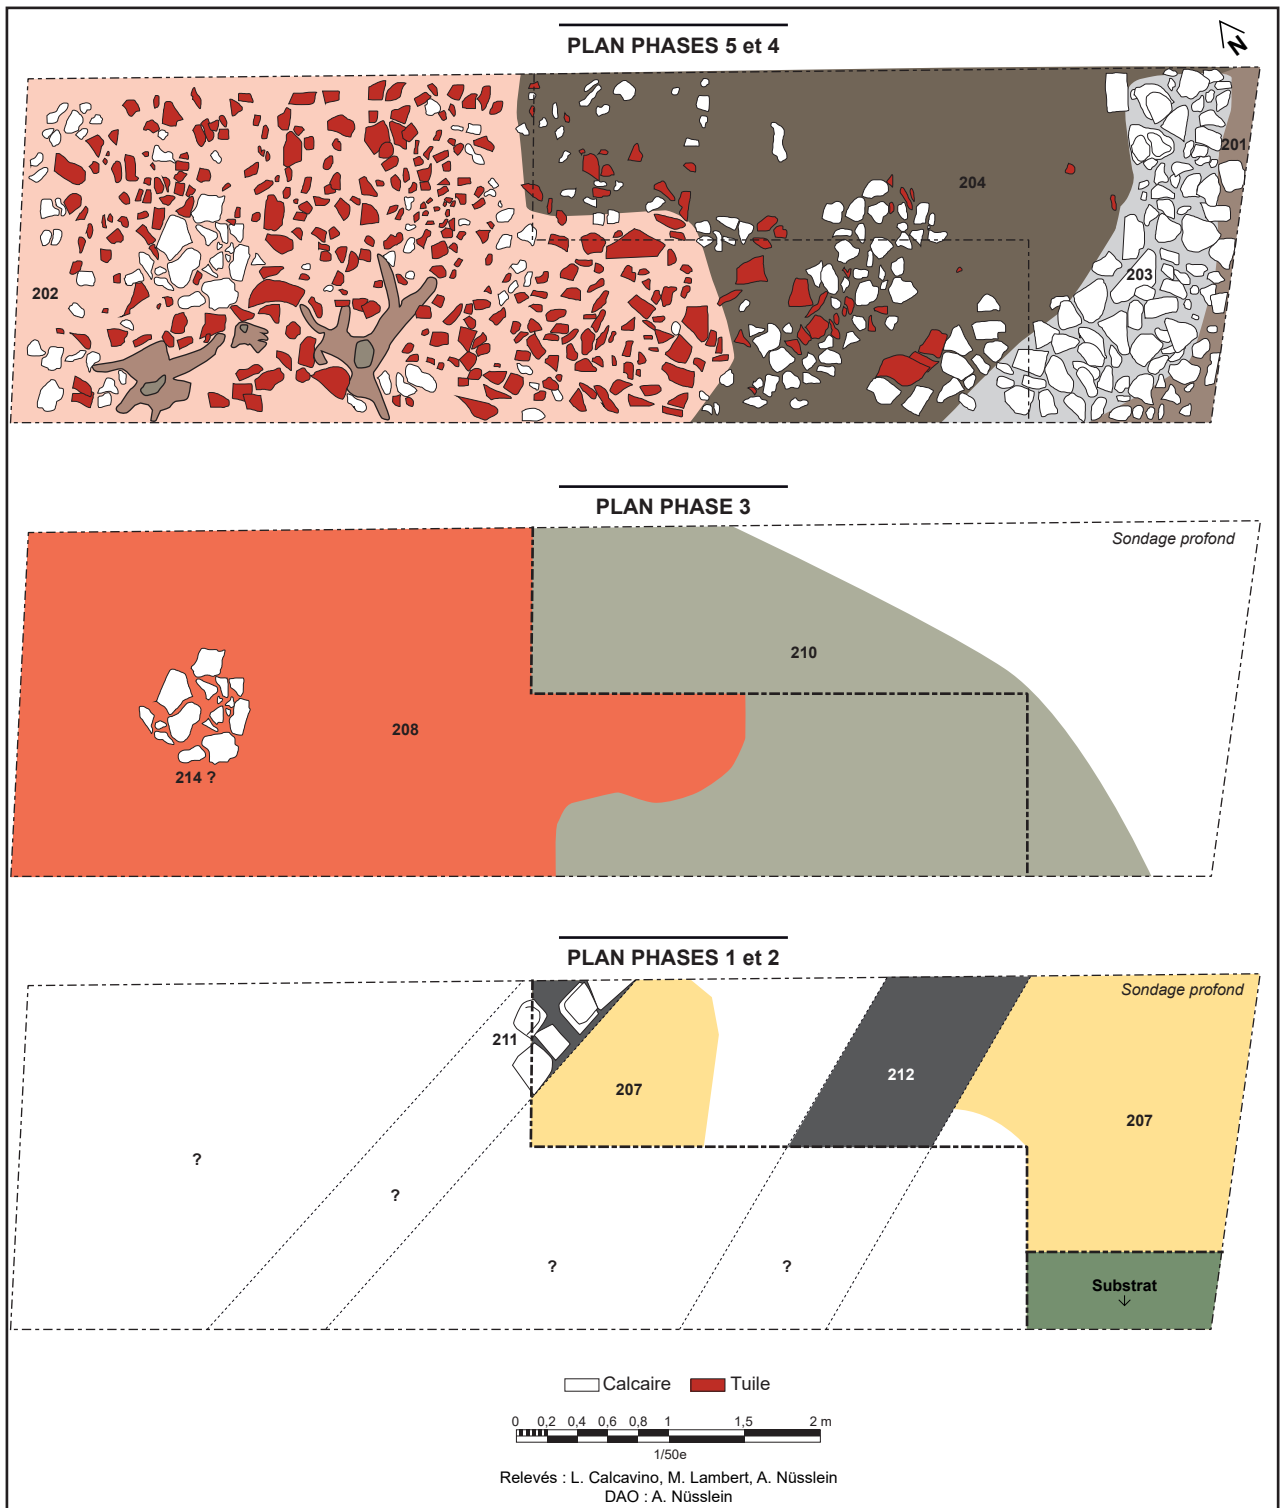 PLAN PHASES 5 et 4
N
201
204
203
202
PLAN PHASE 3
Sondage profond
210
208
214 ?
PLAN PHASES 1 et 2
Sondage profond
211
212
207
207
?
?
?
?
Substrat
Calcaire Tuile
0 0,2 0,4 0,6 0,8 1 1,5 2 m
1/50e
Relevés : L. Calcavino, M. Lambert, A. Nüsslein
DAO : A. Nüsslein